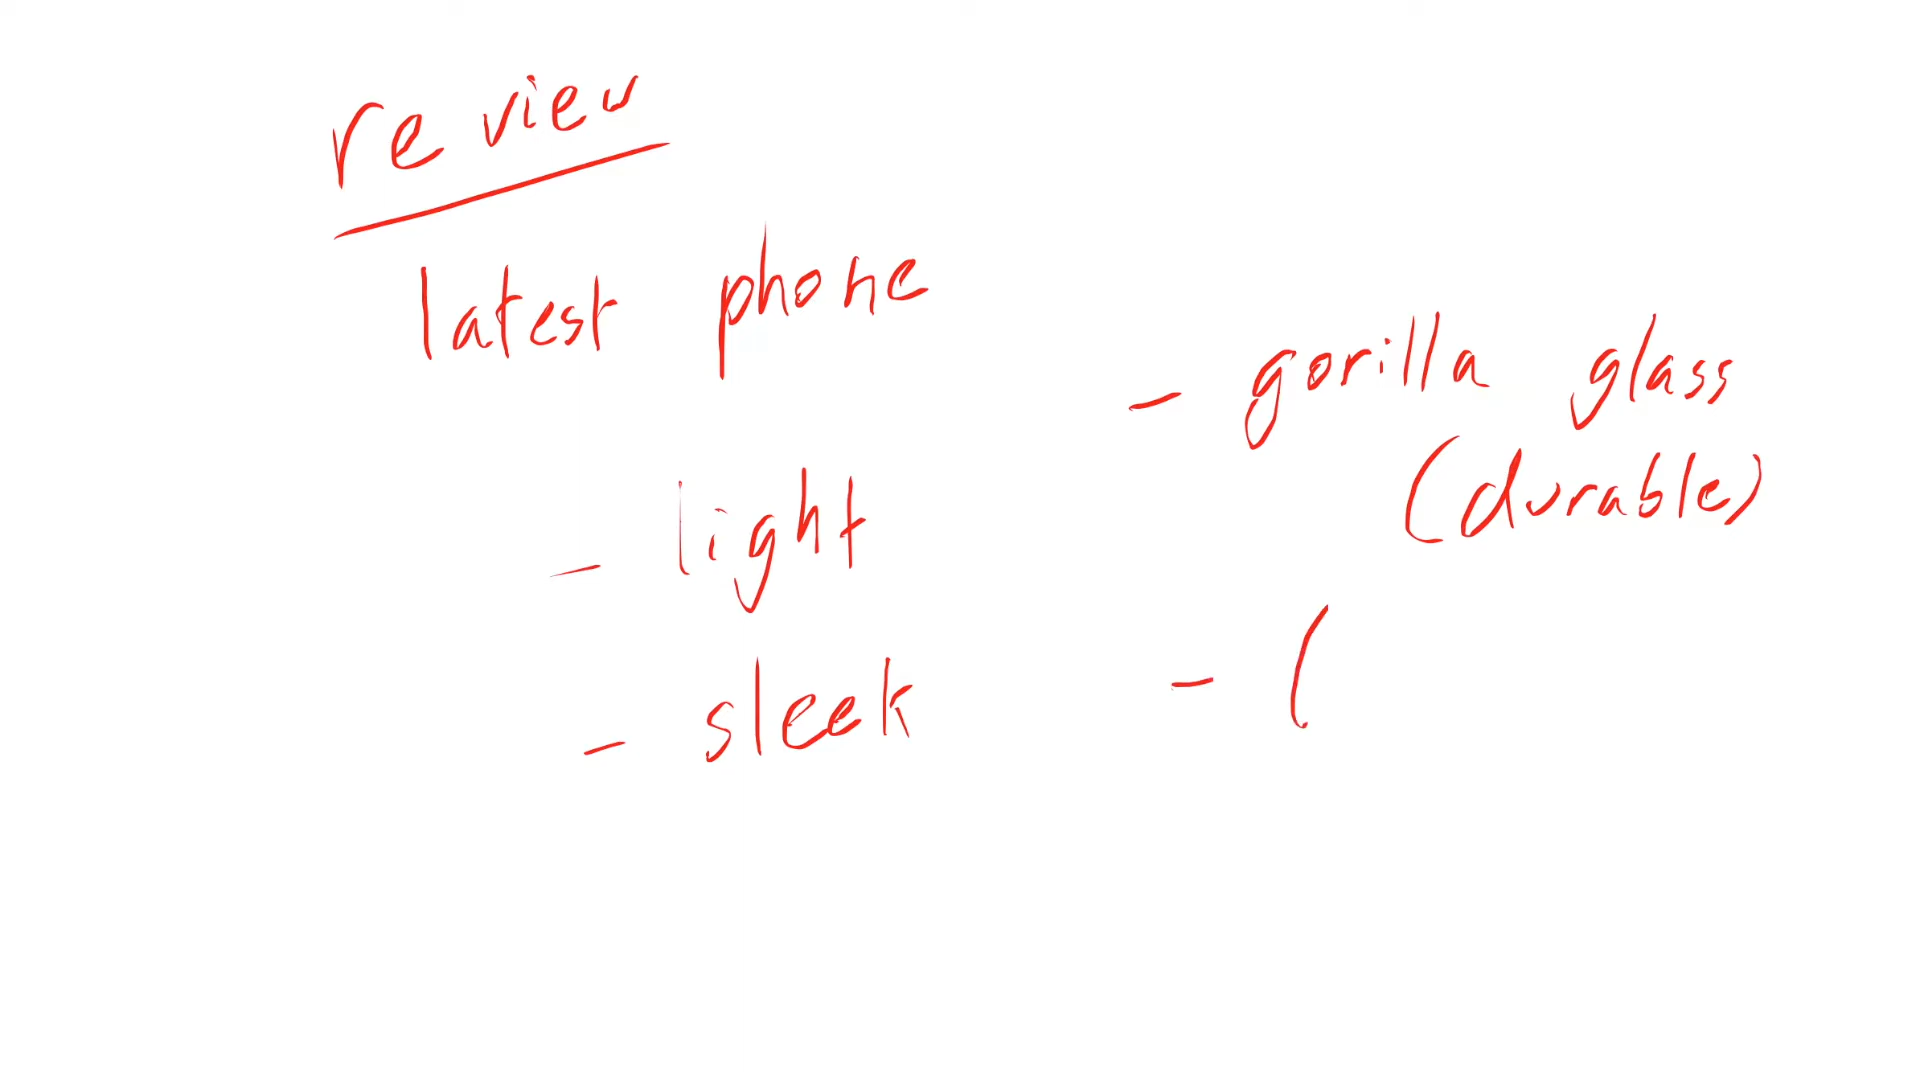 review
latest phone
- light
- sleek
- gorilla glass
(durable)
- (